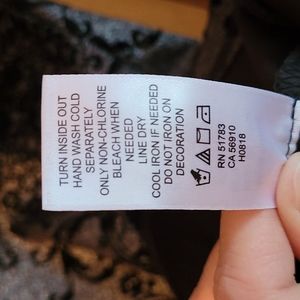 TURN INSIDE OUT
HAND WASH COLD
SEPARATELY
ONLY NON-CHLORINE
BLEACH WHEN
NEEDED
LINE DRY
COOL IRON IF NEEDED
DO NOT IRON ON
DECORATION
RN 51783
CA 56910
H0818